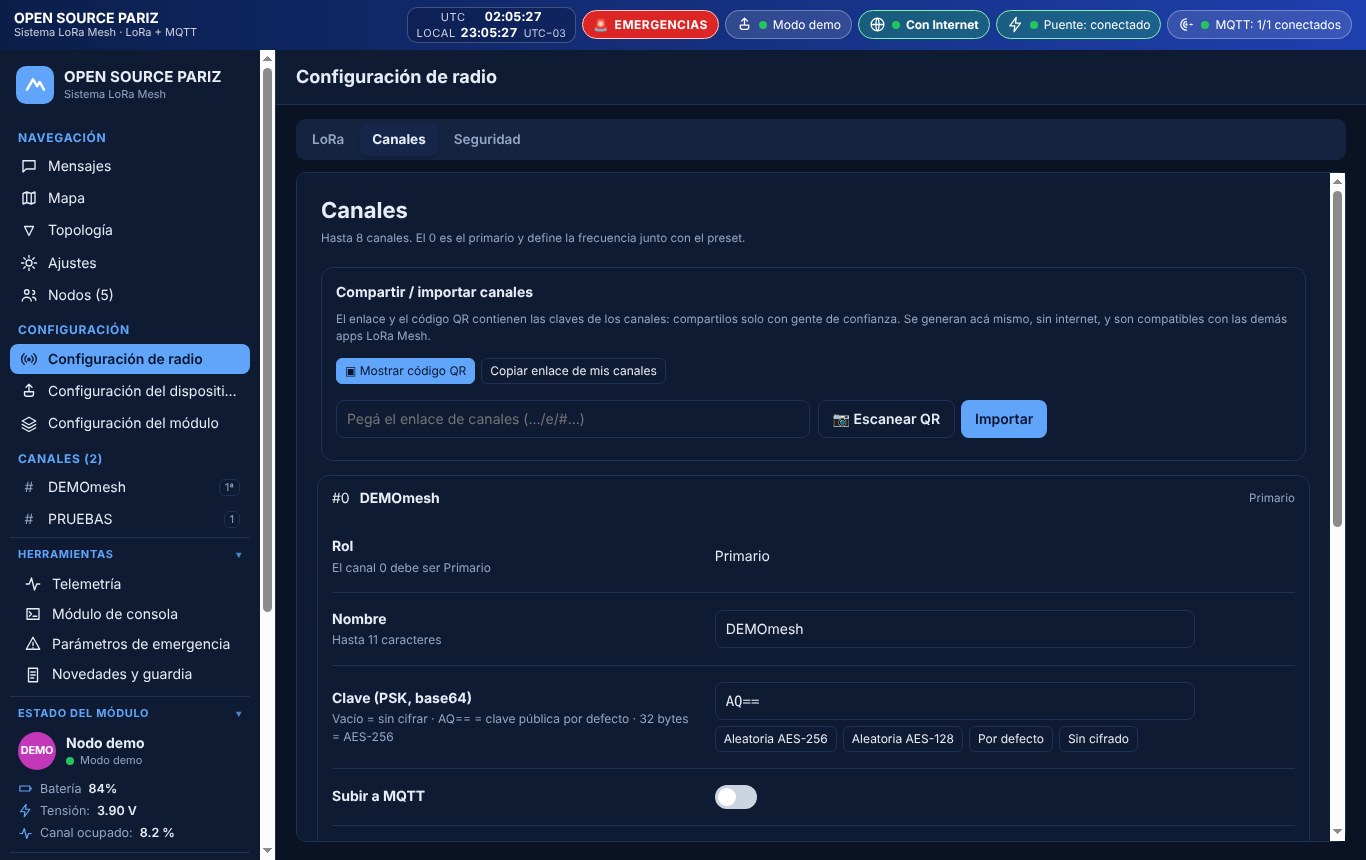 OPEN SOURCE PARIZ
Sistema LoRa Mesh · LoRa + MQTT
UTC 02:05:27
LOCAL 23:05:27 UTC−03
🚨 EMERGENCIAS
Modo demo
Con Internet
Puente: conectado
MQTT: 1/1 conectados
OPEN SOURCE PARIZ
Sistema LoRa Mesh
NAVEGACIÓN
Mensajes
Mapa
Topología
Ajustes
Nodos (5)
CONFIGURACIÓN
Configuración de radio
Configuración del dispositi...
Configuración del módulo
CANALES (2)
# DEMOmesh 1ª
# PRUEBAS 1
HERRAMIENTAS ▼
Telemetría
Módulo de consola
Parámetros de emergencia
Novedades y guardia
ESTADO DEL MÓDULO ▼
DEMO
Nodo demo
Modo demo
Batería 84%
Tensión: 3.90 V
Canal ocupado: 8.2 %
Configuración de radio
LoRa Canales Seguridad
Canales
Hasta 8 canales. El 0 es el primario y define la frecuencia junto con el preset.
Compartir / importar canales
El enlace y el código QR contienen las claves de los canales: compartilos solo con gente de confianza. Se generan acá mismo, sin internet, y son compatibles con las demás
apps LoRa Mesh.
▣ Mostrar código QR Copiar enlace de mis canales
Pegá el enlace de canales (…/e/#…) 📷 Escanear QR Importar
#0 DEMOmesh Primario
Rol
El canal 0 debe ser Primario
Primario
Nombre
Hasta 11 caracteres
DEMOmesh
Clave (PSK, base64)
Vacío = sin cifrar · AQ== = clave pública por defecto · 32 bytes
= AES-256
AQ==
Aleatoria AES-256 Aleatoria AES-128 Por defecto Sin cifrado
Subir a MQTT